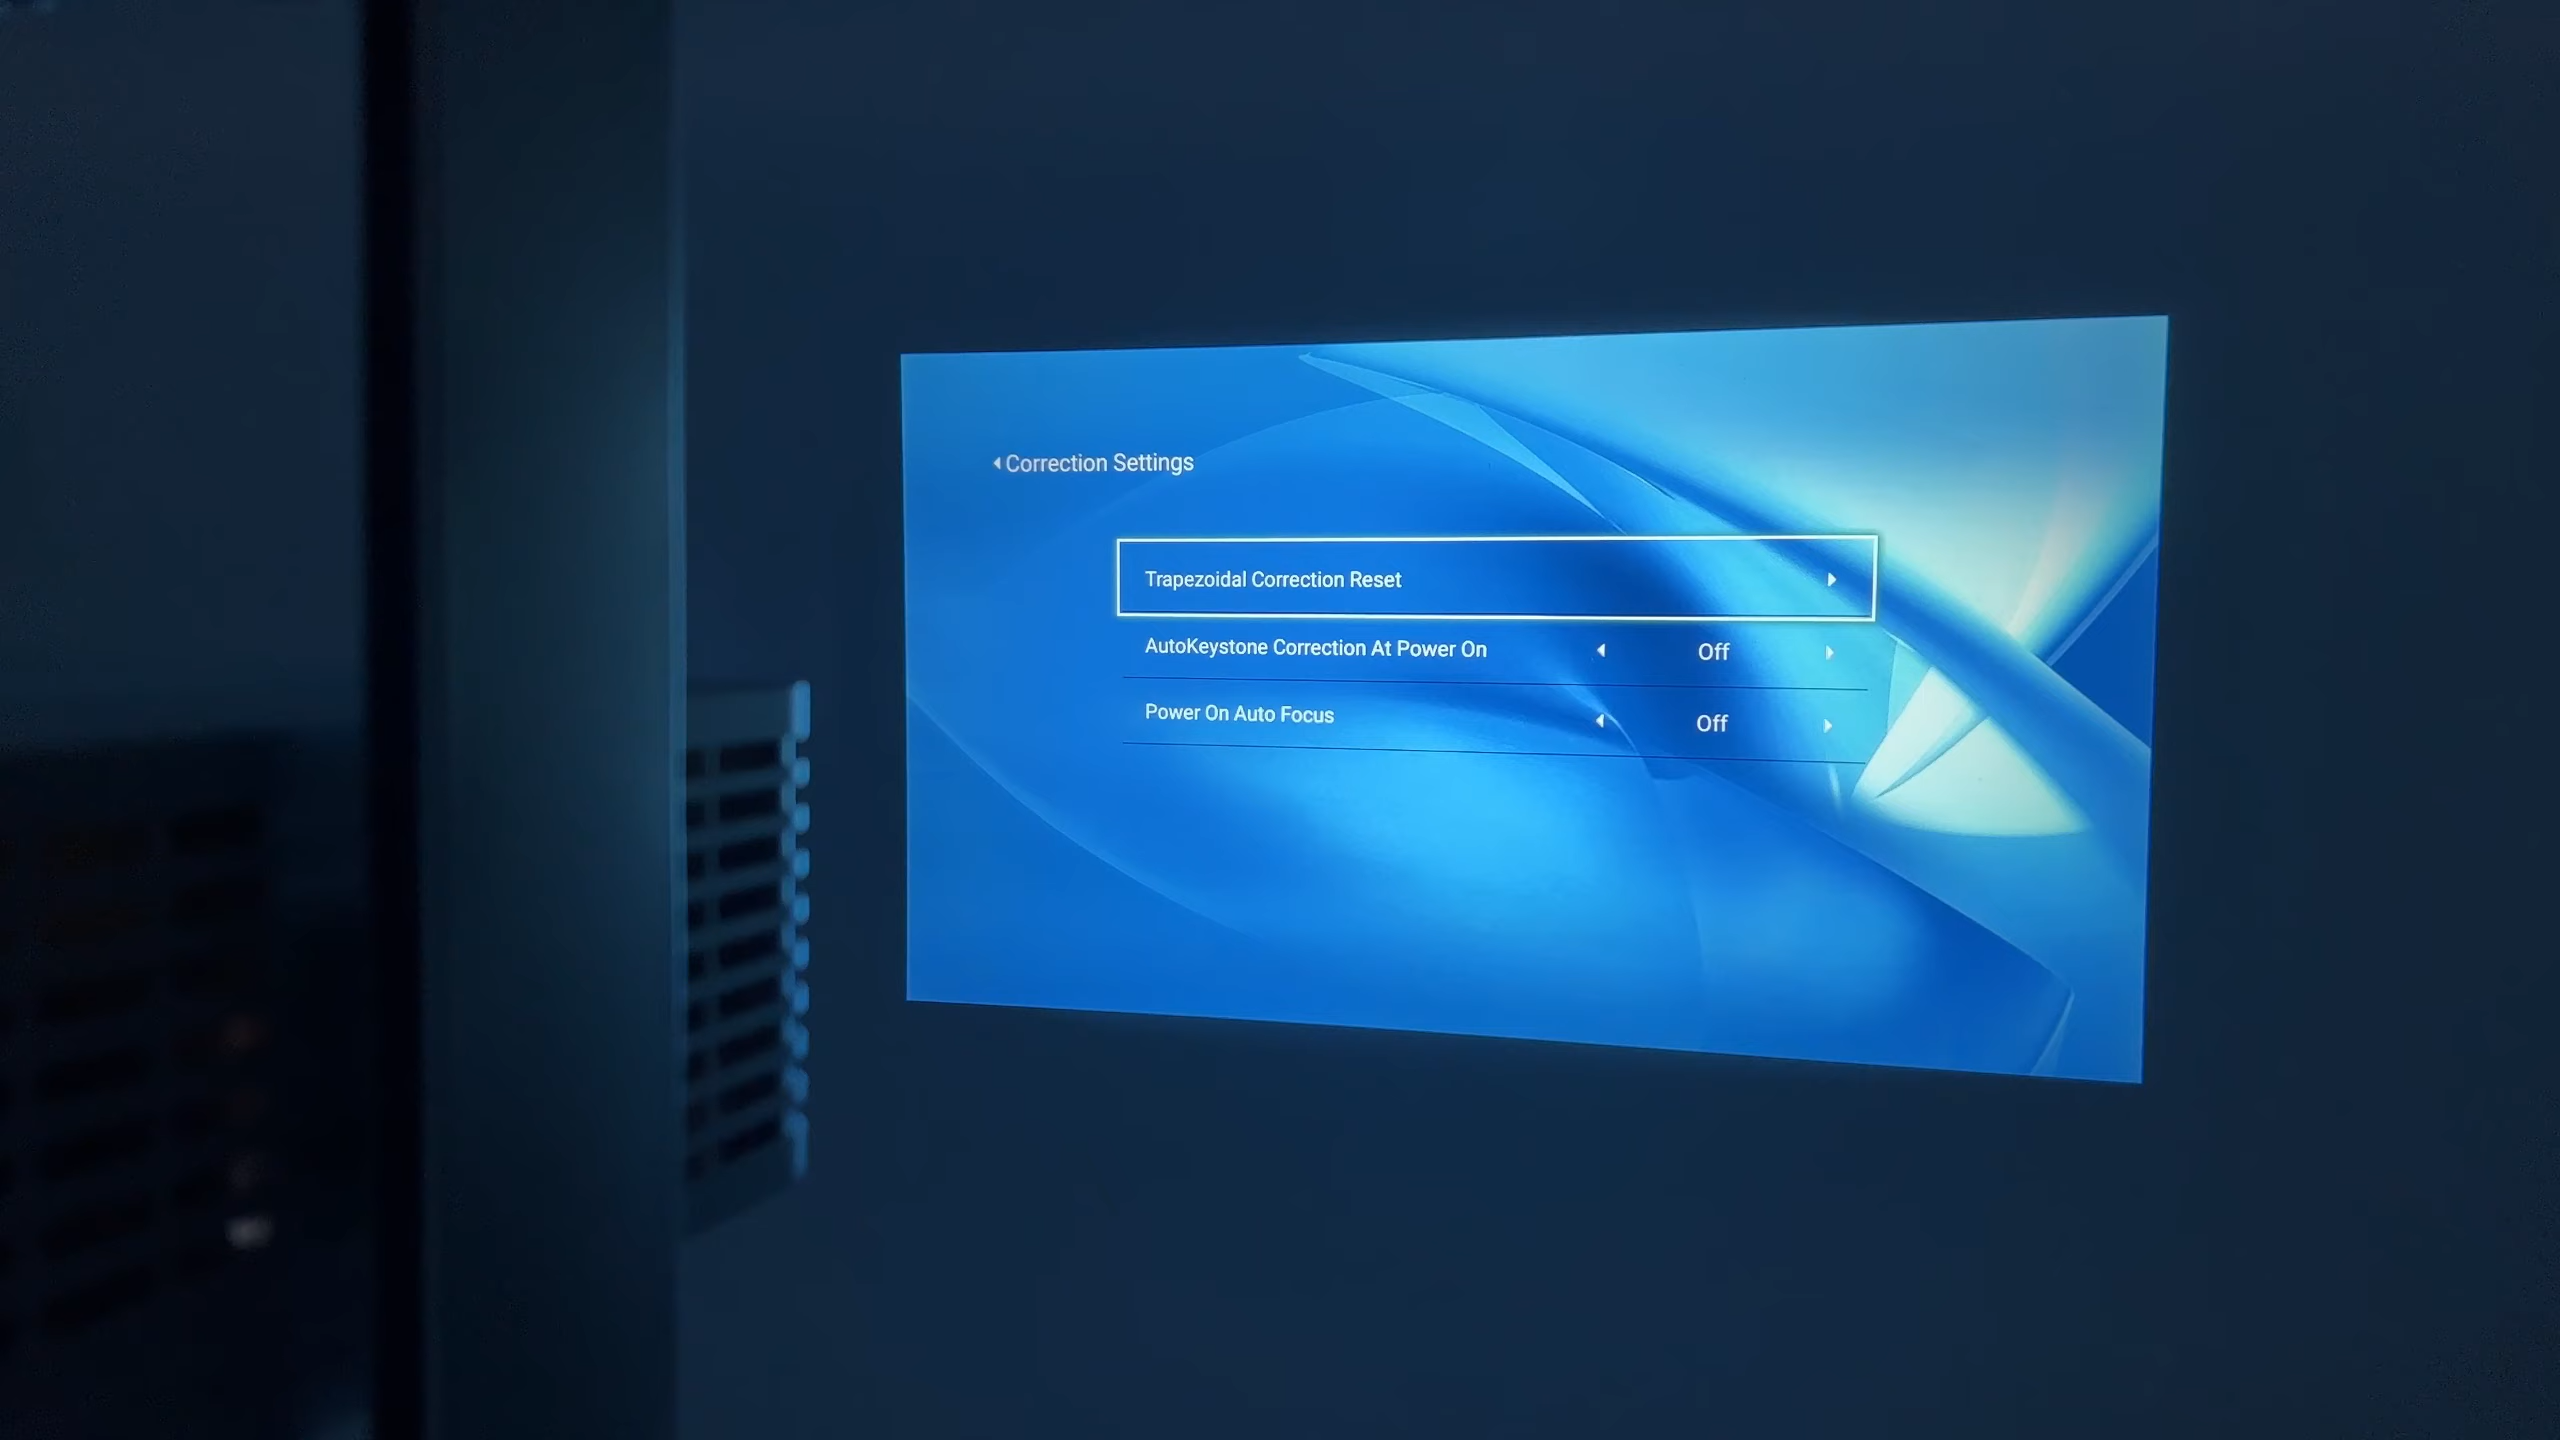 Correction Settings
Trapezoidal Correction Reset
AutoKeystone Correction At Power On Off
Power On Auto Focus Off